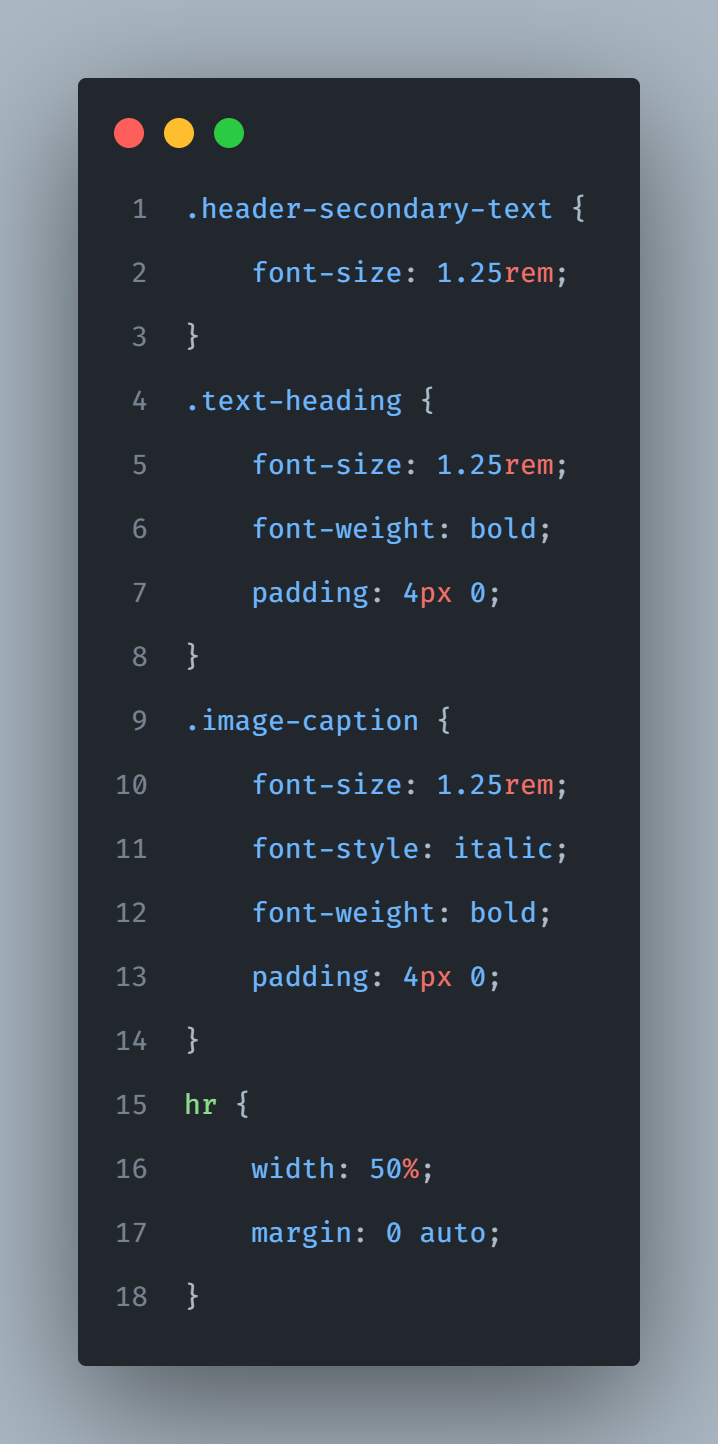 1 .header-secondary-text {
2     font-size: 1.25rem;
3 }
4 .text-heading {
5     font-size: 1.25rem;
6     font-weight: bold;
7     padding: 4px 0;
8 }
9 .image-caption {
10     font-size: 1.25rem;
11     font-style: italic;
12     font-weight: bold;
13     padding: 4px 0;
14 }
15 hr {
16     width: 50%;
17     margin: 0 auto;
18 }